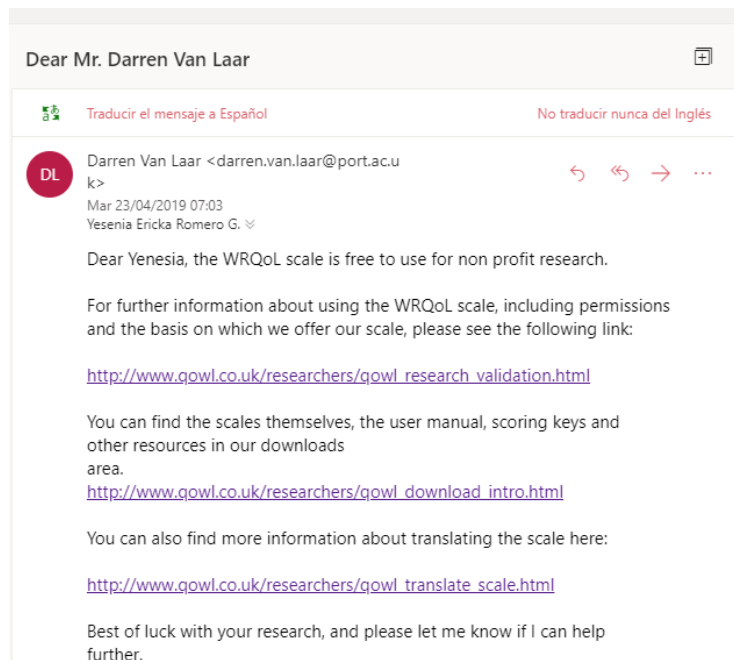 Dear Mr. Darren Van Laar
Traducir el mensaje a Español
No traducir nunca del Inglés
DL
Darren Van Laar <darren.van.laar@port.ac.u
k>
Mar 23/04/2019 07:03
Yesenia Ericka Romero G.
Dear Yenesia, the WRQoL scale is free to use for non profit research.
For further information about using the WRQoL scale, including permissions
and the basis on which we offer our scale, please see the following link:
http://www.qowl.co.uk/researchers/qowl_research_validation.html
You can find the scales themselves, the user manual, scoring keys and
other resources in our downloads
area.
http://www.qowl.co.uk/researchers/qowl_download_intro.html
You can also find more information about translating the scale here:
http://www.qowl.co.uk/researchers/qowl_translate_scale.html
Best of luck with your research, and please let me know if I can help
further.